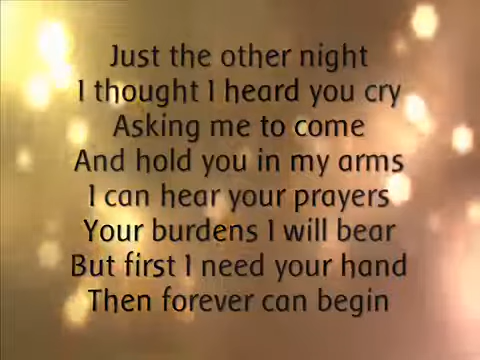 Just the other night
I thought I heard you cry
Asking me to come
And hold you in my arms
I can hear your prayers
Your burdens I will bear
But first I need your hand
Then forever can begin